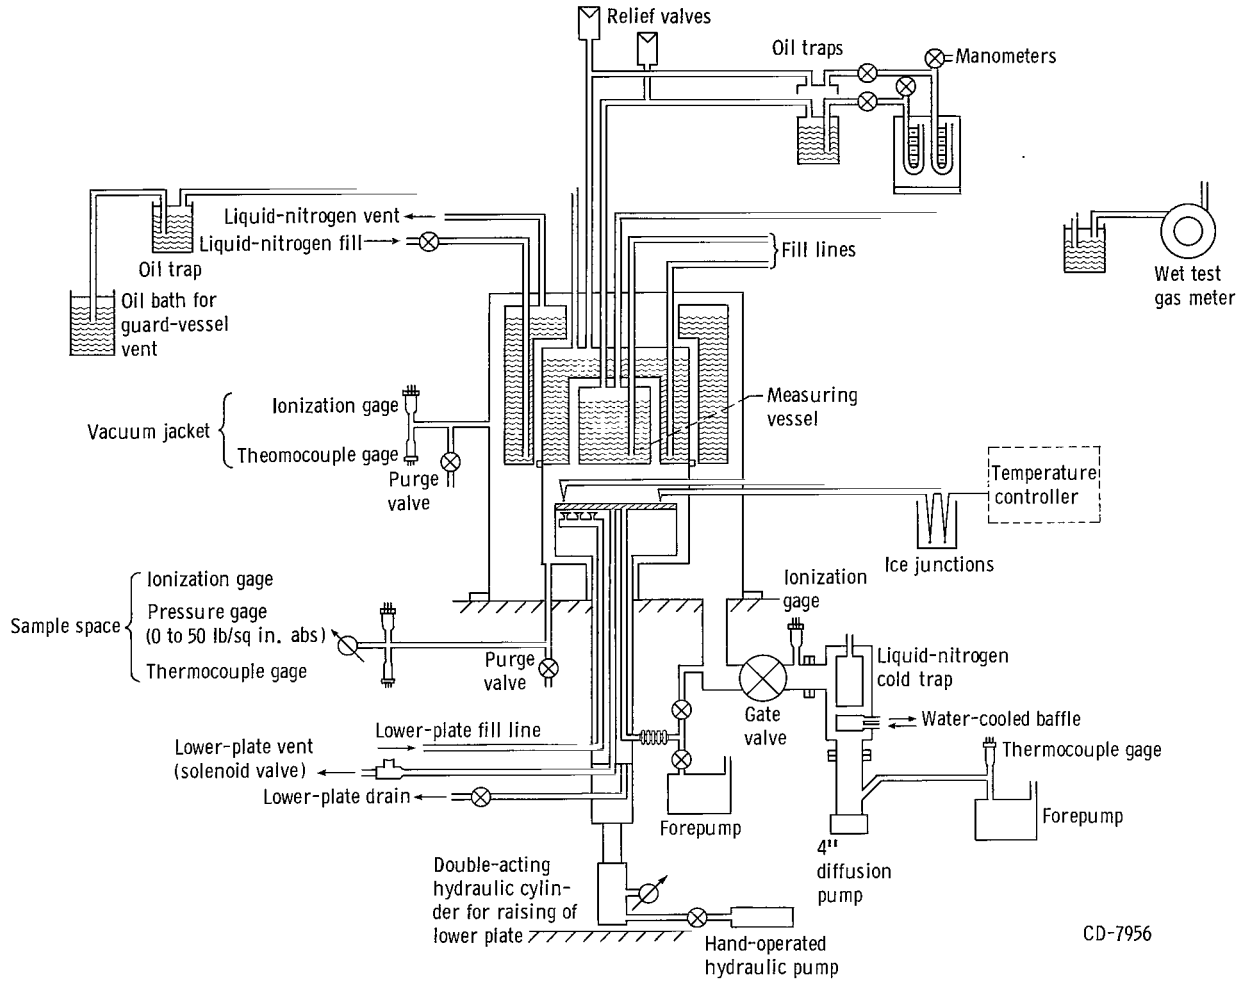 Relief valves
Oil traps
Manometers
Liquid-nitrogen vent
Liquid-nitrogen fill
Fill lines
Oil trap
Wet test
gas meter
Oil bath for
guard-vessel
vent
Measuring
vessel
Ionization gage
Vacuum jacket
Theomocouple gage
Purge
valve
Temperature
controller
Ice junctions
Ionization
gage
Ionization gage
Pressure gage
(0 to 50 lb/sq in. abs)
Sample space
Thermocouple gage
Purge
valve
Liquid-nitrogen
cold trap
Gate
valve
Water-cooled baffle
Lower-plate fill line
Lower-plate vent
(solenoid valve)
Thermocouple gage
Lower-plate drain
Forepump
Forepump
4"
diffusion
pump
Double-acting
hydraulic cylin-
der for raising of
lower plate
Hand-operated
hydraulic pump
CD-7956